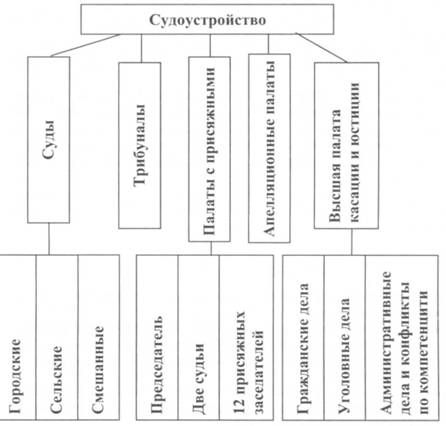 Судоустройство
Суды
Трибуналы
Палаты с присяжными
Апелляционные палаты
Высшая палата
касации и юстиции
Городские
Сельские
Смешанные
Председатель
Две судьи
12 присяжных
заседателей
Гражданские дела
Уголовные дела
Административные
дела и конфликты
по компетенцити